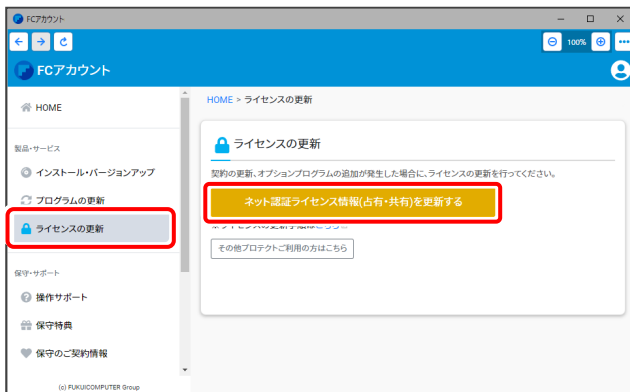 FCアカウント
100%
FCアカウント
HOME
HOME > ライセンスの更新
製品・サービス
インストール・バージョンアップ
プログラムの更新
ライセンスの更新
保守・サポート
操作サポート
保守特典
保守のご契約情報
(c) FUKUICOMPUTER Group
ライセンスの更新
契約の更新、オプションプログラムの追加が発生した場合に、ライセンスの更新を行ってください。
ネット認証ライセンス情報(占有・共有)を更新する
こちら
その他プロテクトご利用の方はこちら